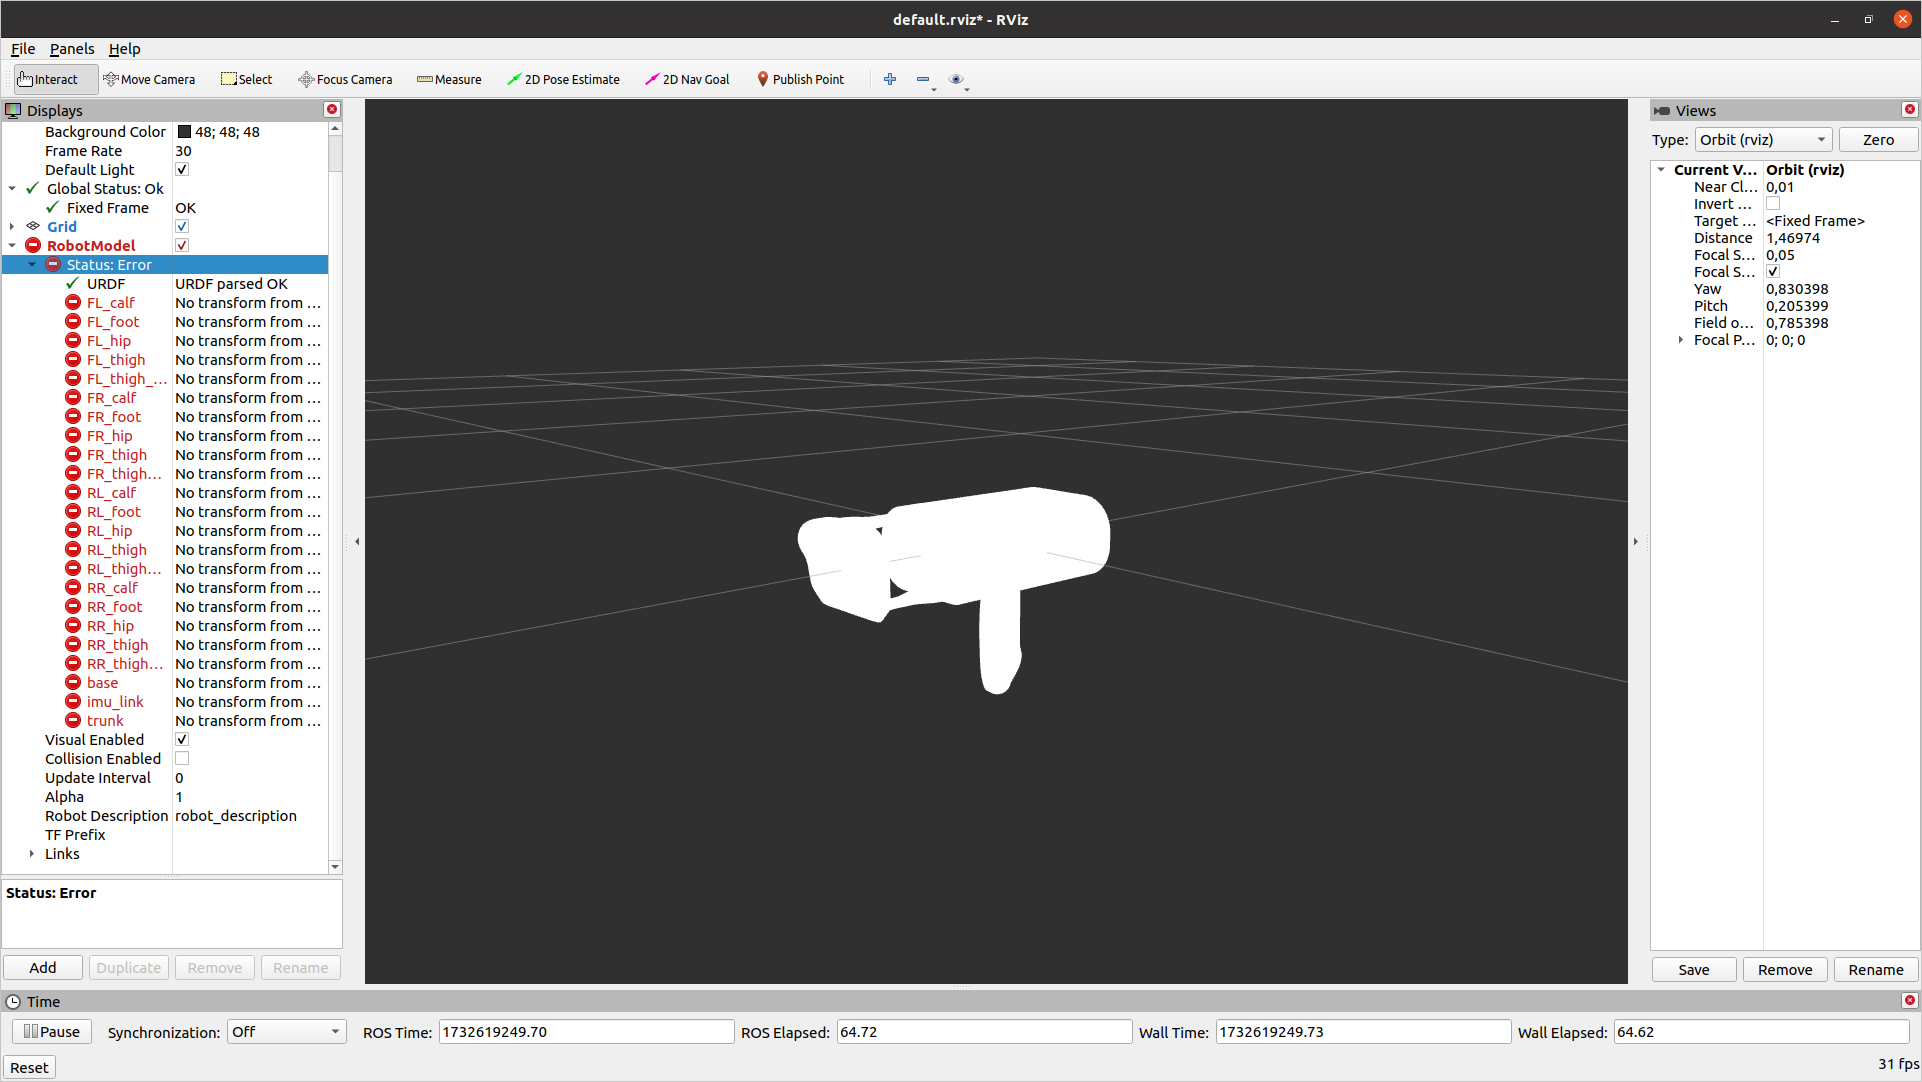 default.rviz* - RViz
File Panels Help
Interact Move Camera Select Focus Camera Measure 2D Pose Estimate 2D Nav Goal Publish Point
Displays
Background Color 48; 48; 48
Frame Rate 30
Default Light
Global Status: Ok
Fixed Frame OK
Grid
RobotModel
Status: Error
URDF URDF parsed OK
FL_calf No transform from ...
FL_foot No transform from ...
FL_hip No transform from ...
FL_thigh No transform from ...
FL_thigh_... No transform from ...
FR_calf No transform from ...
FR_foot No transform from ...
FR_hip No transform from ...
FR_thigh No transform from ...
FR_thigh... No transform from ...
RL_calf No transform from ...
RL_foot No transform from ...
RL_hip No transform from ...
RL_thigh No transform from ...
RL_thigh... No transform from ...
RR_calf No transform from ...
RR_foot No transform from ...
RR_hip No transform from ...
RR_thigh No transform from ...
RR_thigh... No transform from ...
base No transform from ...
imu_link No transform from ...
trunk No transform from ...
Visual Enabled
Collision Enabled
Update Interval 0
Alpha 1
Robot Description robot_description
TF Prefix
Links
Status: Error
Add Duplicate Remove Rename
Views
Type: Orbit (rviz) Zero
Current V... Orbit (rviz)
Near Cl... 0,01
Invert ...
Target ... <Fixed Frame>
Distance 1,46974
Focal S... 0,05
Focal S...
Yaw 0,830398
Pitch 0,205399
Field o... 0,785398
Focal P... 0; 0; 0
Save Remove Rename
Time
Pause Synchronization: Off ROS Time: 1732619249.70 ROS Elapsed: 64.72 Wall Time: 1732619249.73 Wall Elapsed: 64.62
Reset 31 fps